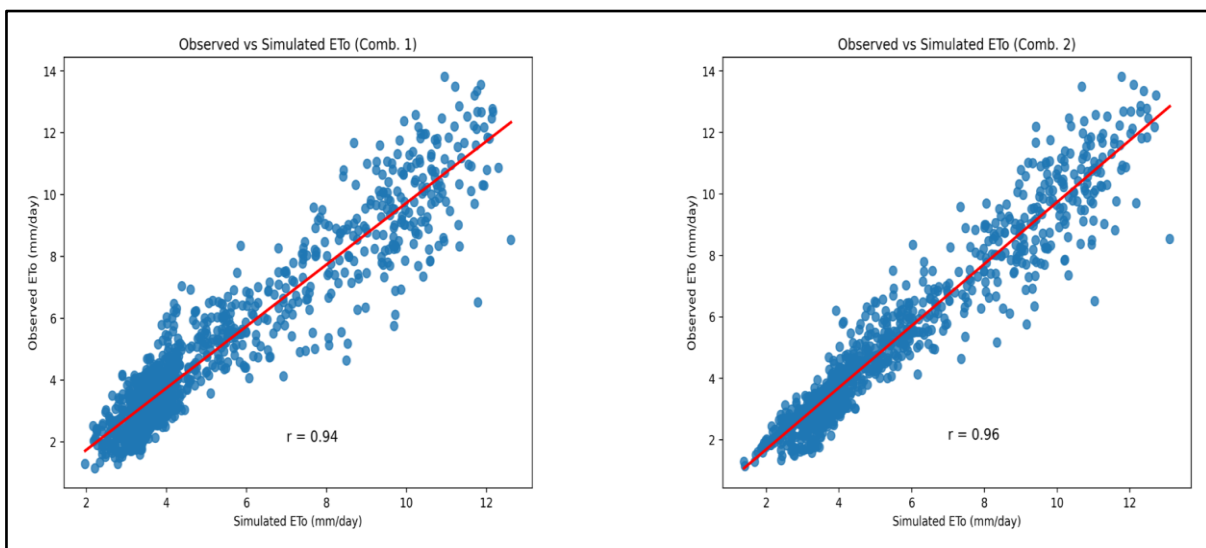 Observed vs Simulated ETo (Comb. 1)
14
12
10
8
6
4
2
Observed ETo (mm/day)
r = 0.94
2 4 6 8 10 12
Simulated ETo (mm/day)
Observed vs Simulated ETo (Comb. 2)
14
12
10
8
6
4
2
Observed ETo (mm/day)
r = 0.96
2 4 6 8 10 12
Simulated ETo (mm/day)